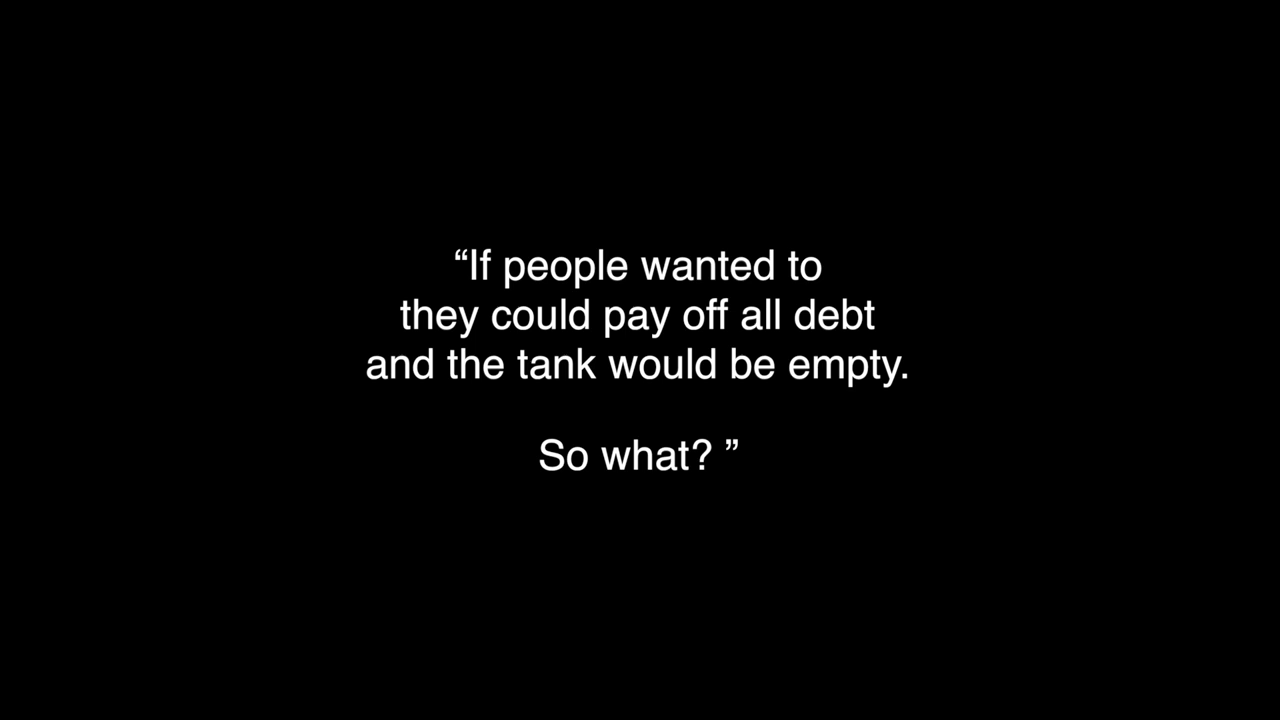 “If people wanted to
they could pay off all debt
and the tank would be empty.
So what? ”